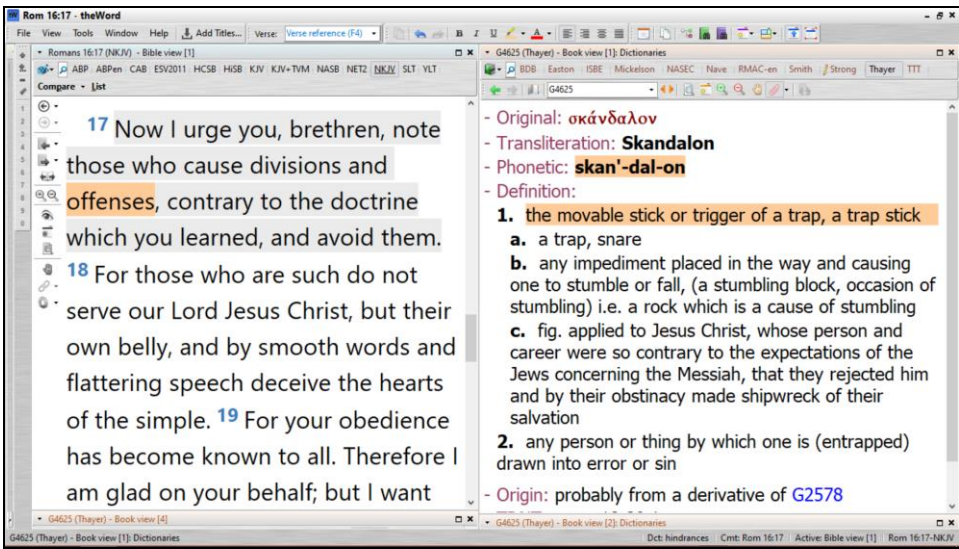 Rom 16:17 - theWord
File View Tools Window Help Add Titles... Verse: Verse reference (F4) B I U A
Romans 16:17 (NKJV) - Bible view [1]
ABP ABPen CAB ESV2011 HCSB HiSB KJV KJV+TVM NASB NET2 NKJV SLT YLT
Compare List
17 Now I urge you, brethren, note
those who cause divisions and
offenses, contrary to the doctrine
which you learned, and avoid them.
18 For those who are such do not
serve our Lord Jesus Christ, but their
own belly, and by smooth words and
flattering speech deceive the hearts
of the simple. 19 For your obedience
has become known to all. Therefore I
am glad on your behalf; but I want
G4625 (Thayer) - Book view [4]
G4625 (Thayer) - Book view [1]: Dictionaries
BDB Easton ISBE Mickelson NASEC Nave RMAC-en Smith Strong Thayer TTT
G4625
- Original: σκάνδαλον
- Transliteration: Skandalon
- Phonetic: skan'-dal-on
- Definition:
1. the movable stick or trigger of a trap, a trap stick
a. a trap, snare
b. any impediment placed in the way and causing
one to stumble or fall, (a stumbling block, occasion of
stumbling) i.e. a rock which is a cause of stumbling
c. fig. applied to Jesus Christ, whose person and
career were so contrary to the expectations of the
Jews concerning the Messiah, that they rejected him
and by their obstinacy made shipwreck of their
salvation
2. any person or thing by which one is (entrapped)
drawn into error or sin
- Origin: probably from a derivative of G2578
G4625 (Thayer) - Book view [2]: Dictionaries
G4625 (Thayer) - Book view [1]: Dictionaries
Dct: hindrances Cmt: Rom 16:17 Active: Bible view [1] Rom 16:17-NKJV